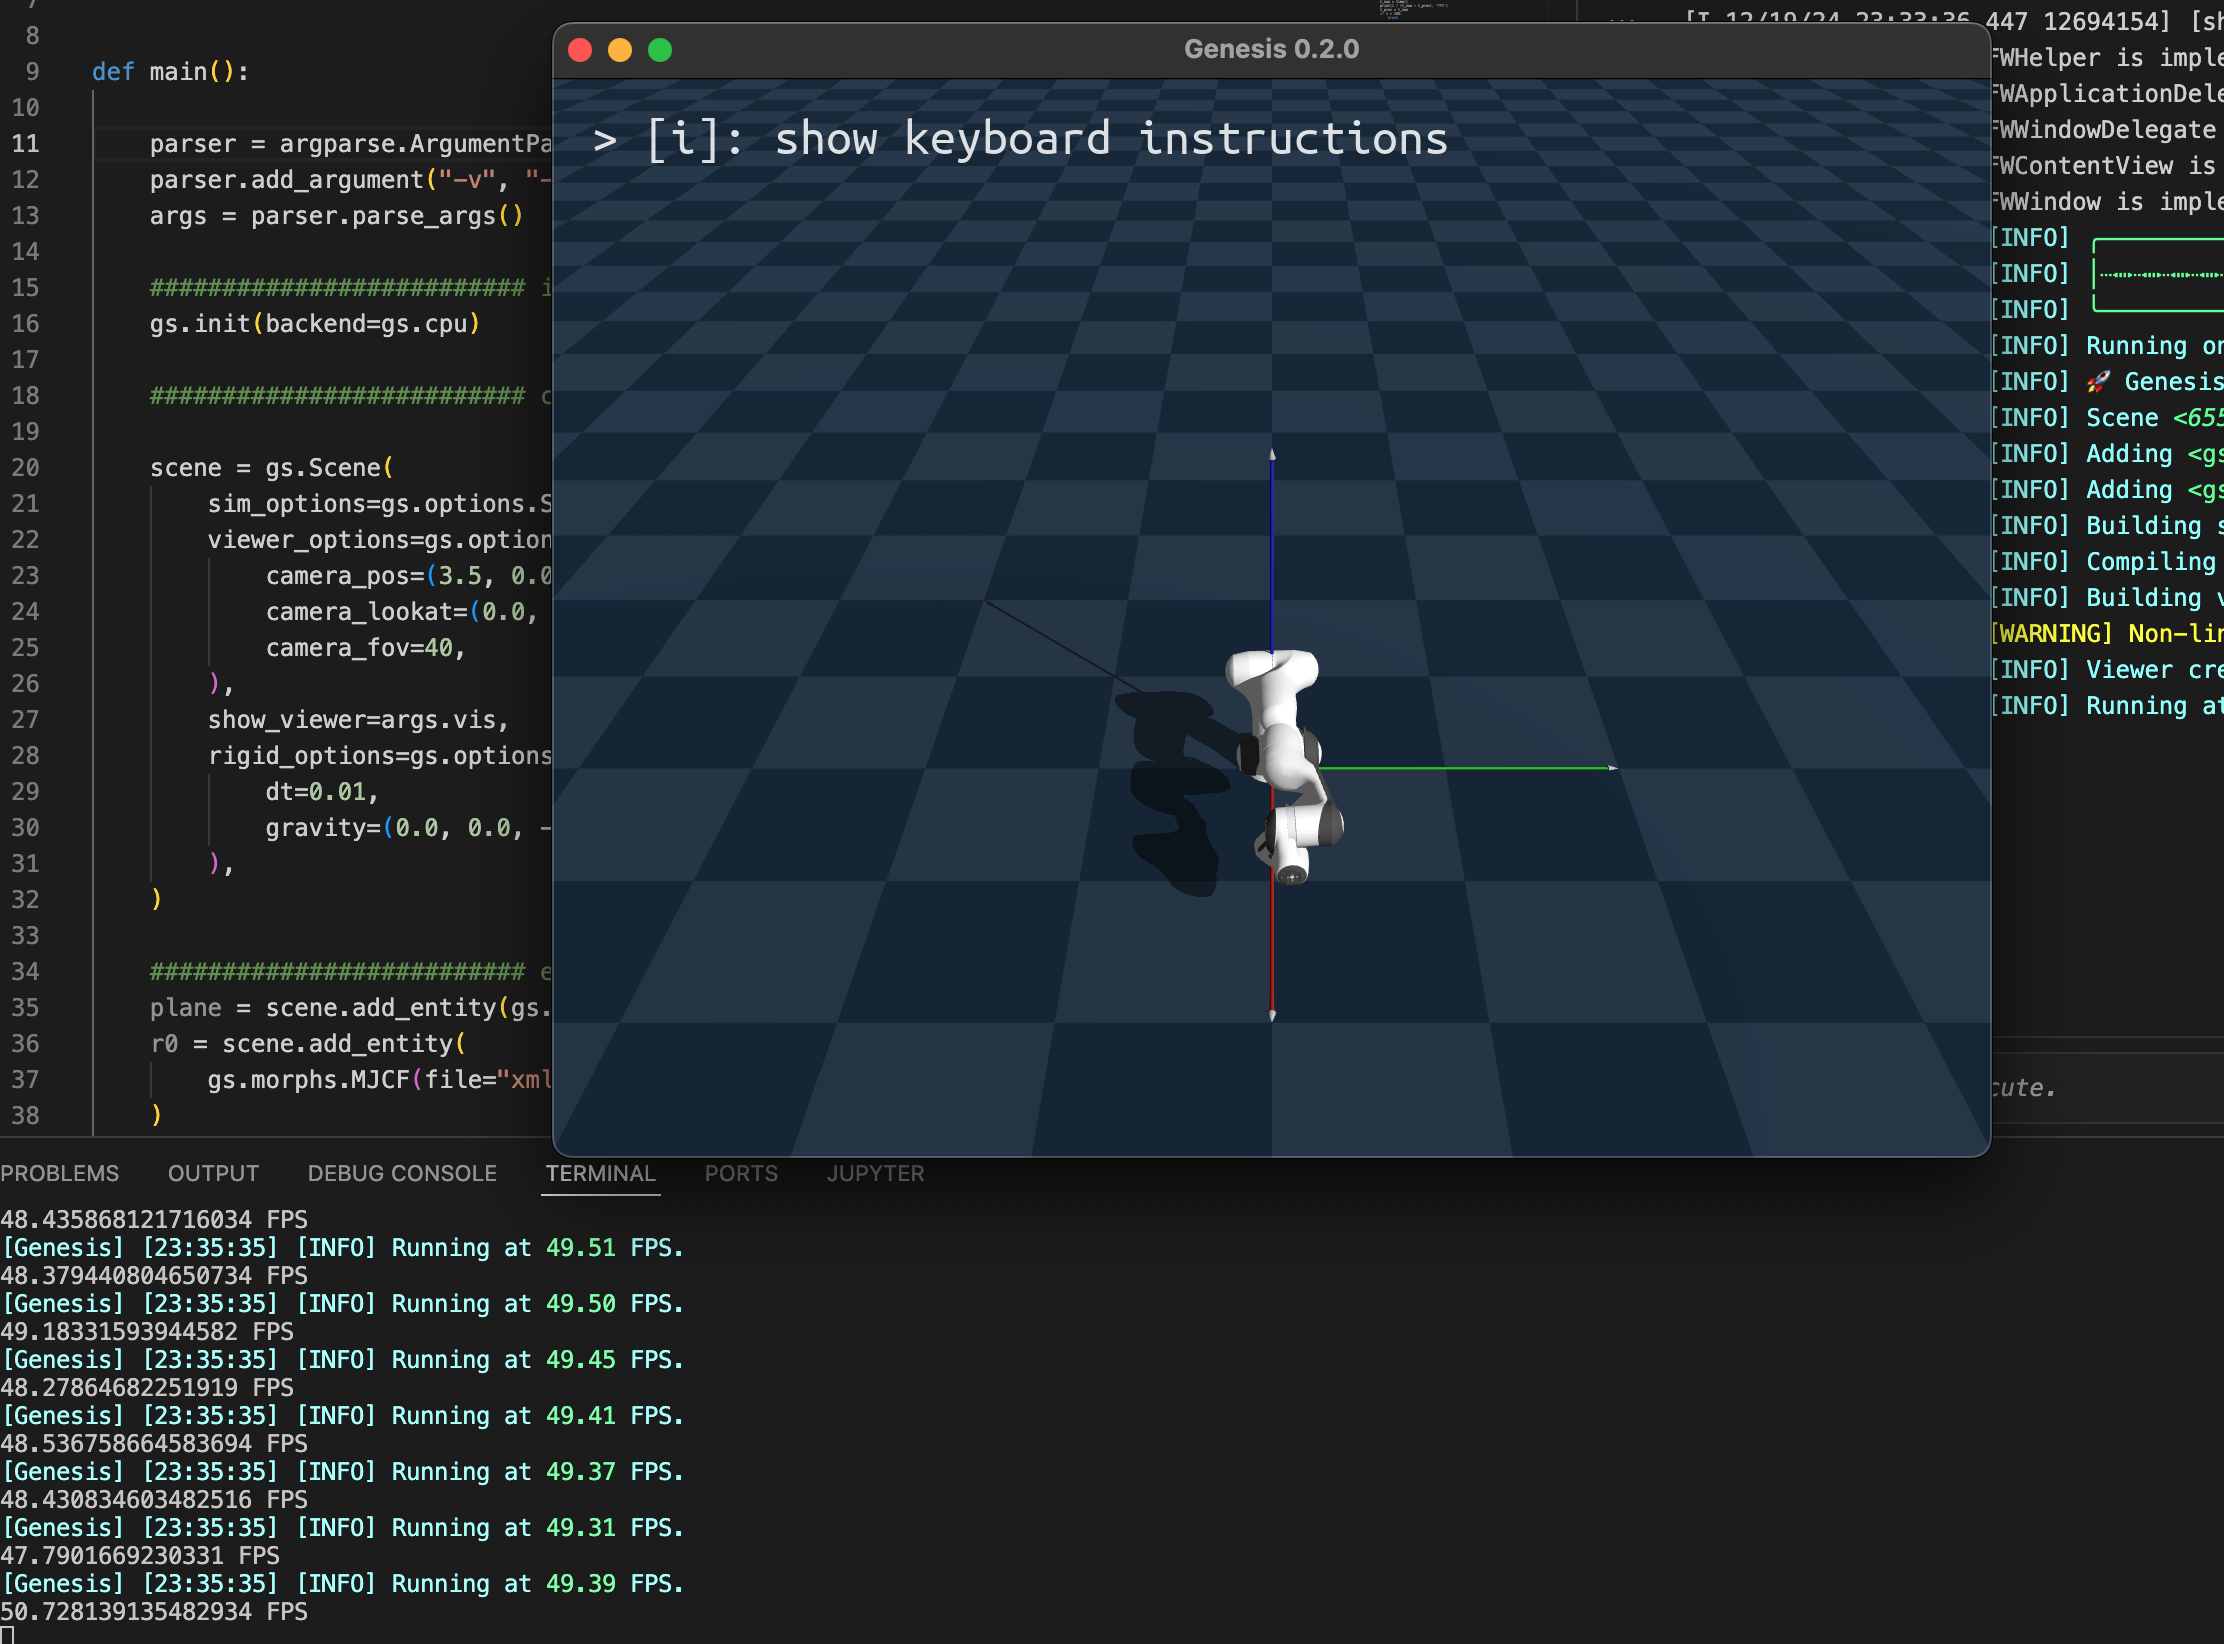 8
9 def main():
10
11 parser = argparse.ArgumentPa
12 parser.add_argument("-v", "-
13 args = parser.parse_args()
14
15 ########################## i
16 gs.init(backend=gs.cpu)
17
18 ########################## c
19
20 scene = gs.Scene(
21 sim_options=gs.options.S
22 viewer_options=gs.option
23 camera_pos=(3.5, 0.0
24 camera_lookat=(0.0,
25 camera_fov=40,
26 ),
27 show_viewer=args.vis,
28 rigid_options=gs.options
29 dt=0.01,
30 gravity=(0.0, 0.0, -
31 ),
32 )
33
34 ########################## e
35 plane = scene.add_entity(gs.
36 r0 = scene.add_entity(
37 gs.morphs.MJCF(file="xml
38 )
Genesis 0.2.0
> [i]: show keyboard instructions
[I 12/19/24 23:33:36.447 12694154] [sh
FWHelper is imple
FWApplicationDele
FWWindowDelegate
FWContentView is
FWWindow is imple
[INFO]
[INFO]
[INFO]
[INFO] Running on
[INFO] 🚀 Genesis
[INFO] Scene <655
[INFO] Adding <gs
[INFO] Adding <gs
[INFO] Building s
[INFO] Compiling
[INFO] Building v
[WARNING] Non-lin
[INFO] Viewer cre
[INFO] Running at
cute.
PROBLEMS OUTPUT DEBUG CONSOLE TERMINAL PORTS JUPYTER
48.435868121716034 FPS
[Genesis] [23:35:35] [INFO] Running at 49.51 FPS.
48.379440804650734 FPS
[Genesis] [23:35:35] [INFO] Running at 49.50 FPS.
49.18331593944582 FPS
[Genesis] [23:35:35] [INFO] Running at 49.45 FPS.
48.27864682251919 FPS
[Genesis] [23:35:35] [INFO] Running at 49.41 FPS.
48.536758664583694 FPS
[Genesis] [23:35:35] [INFO] Running at 49.37 FPS.
48.430834603482516 FPS
[Genesis] [23:35:35] [INFO] Running at 49.31 FPS.
47.7901669230331 FPS
[Genesis] [23:35:35] [INFO] Running at 49.39 FPS.
50.728139135482934 FPS